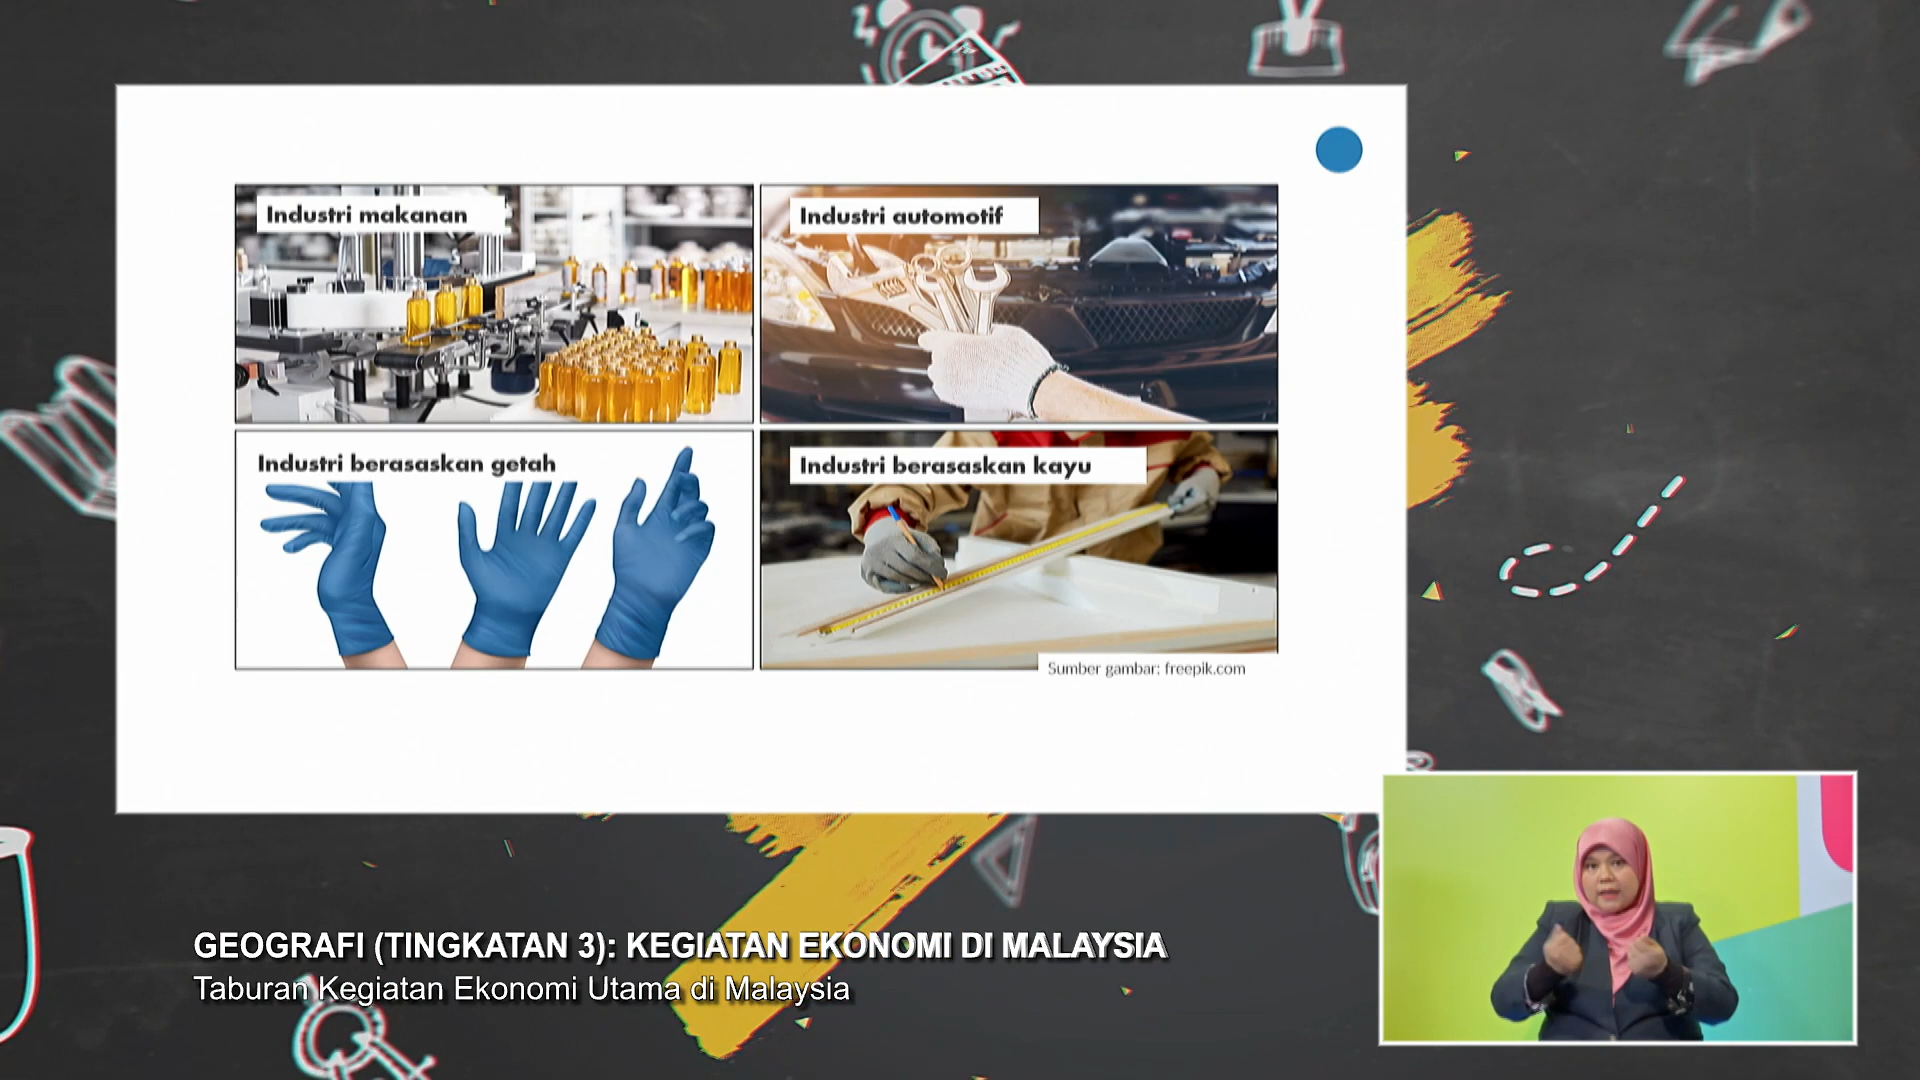 Industri makanan
Industri automotif
Industri berasaskan getah
Industri berasaskan kayu
Sumber gambar: freepik.com
GEOGRAFI (TINGKATAN 3): KEGIATAN EKONOMI DI MALAYSIA
Taburan Kegiatan Ekonomi Utama di Malaysia